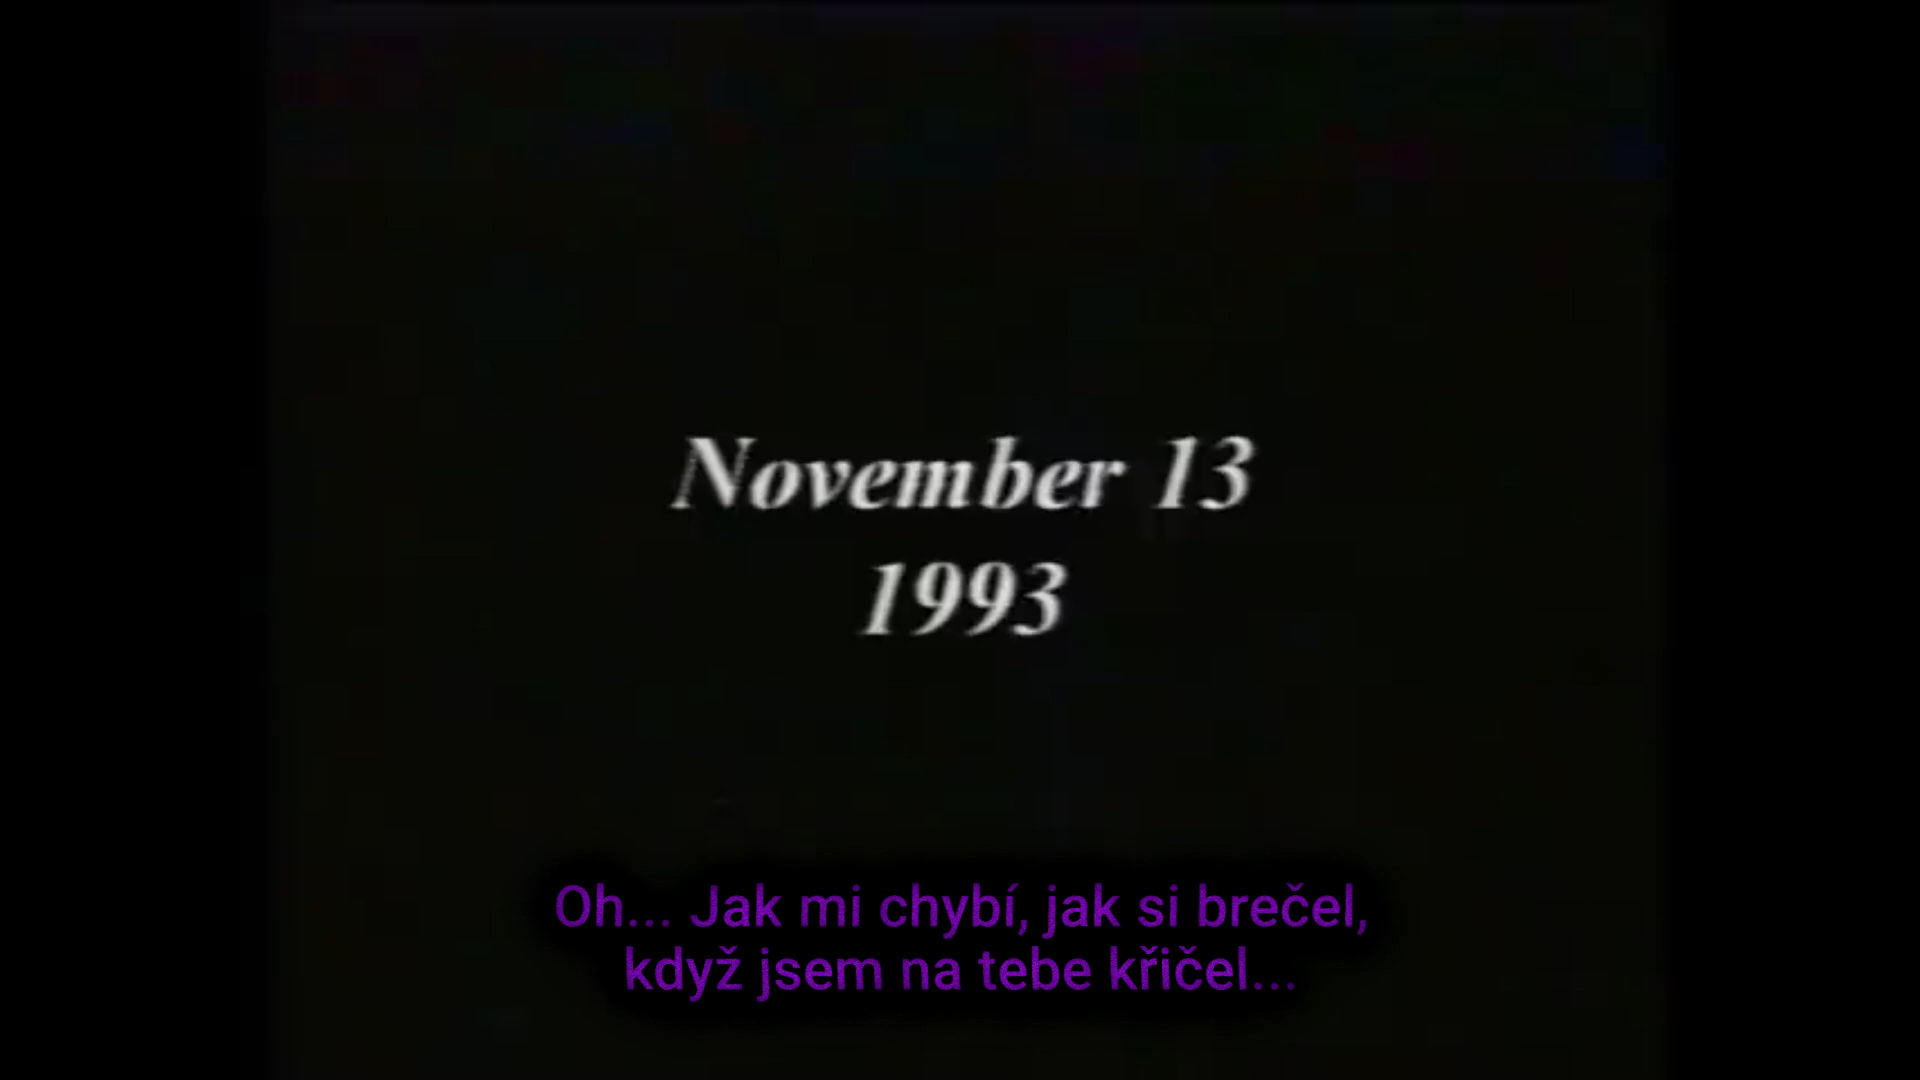 November 13
1993
Oh... Jak mi chybí, jak si brečel,
když jsem na tebe křičel...